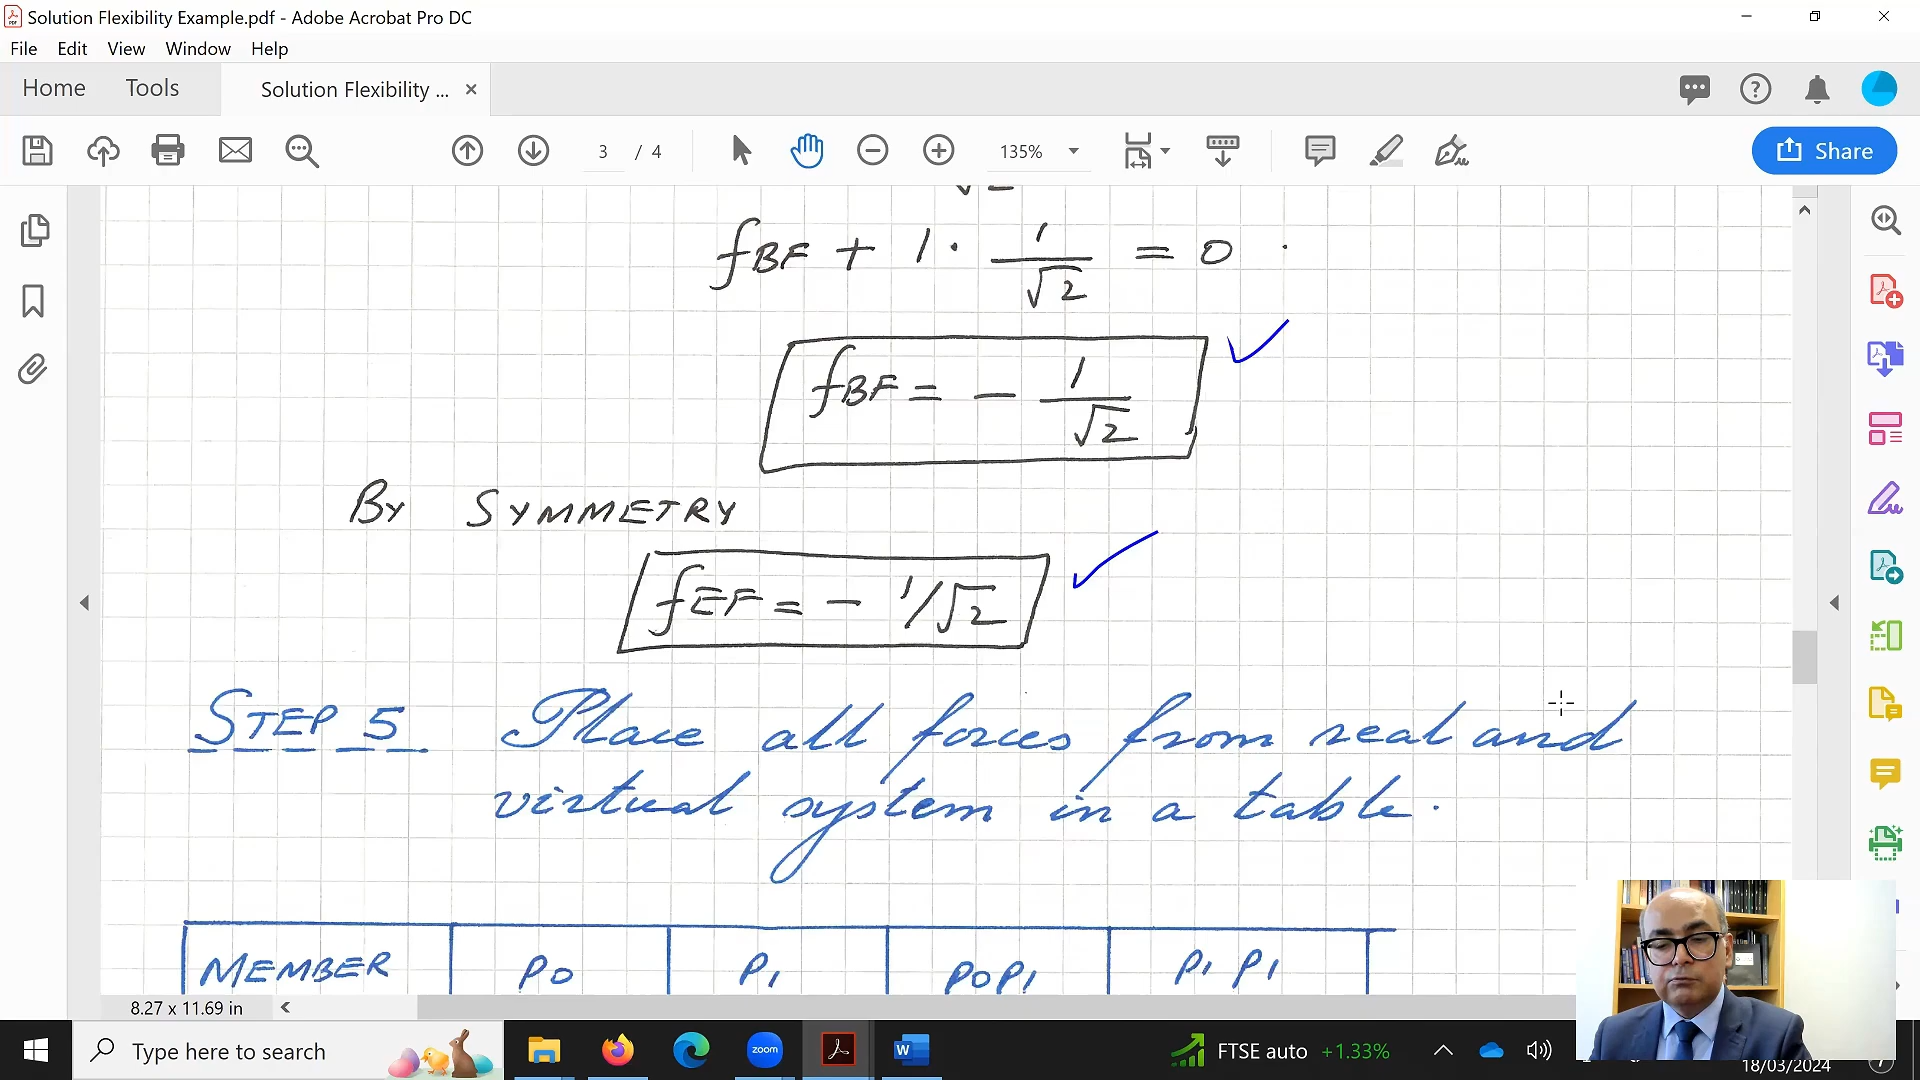 Solution Flexibility Example.pdf - Adobe Acrobat Pro DC
File Edit View Window Help
Home Tools Solution Flexibility ... ×
3 / 4 135% Share
fBF + 1 · 1/√2 = 0
fBF = - 1/√2
BY SYMMETRY
fEF = - 1/√2
STEP 5 Place all forces from real and
virtual system in a table.
MEMBER P0 P1 P0P1 P1 P1
8.27 x 11.69 in
Type here to search zoom W FTSE auto +1.33%
18/03/2024